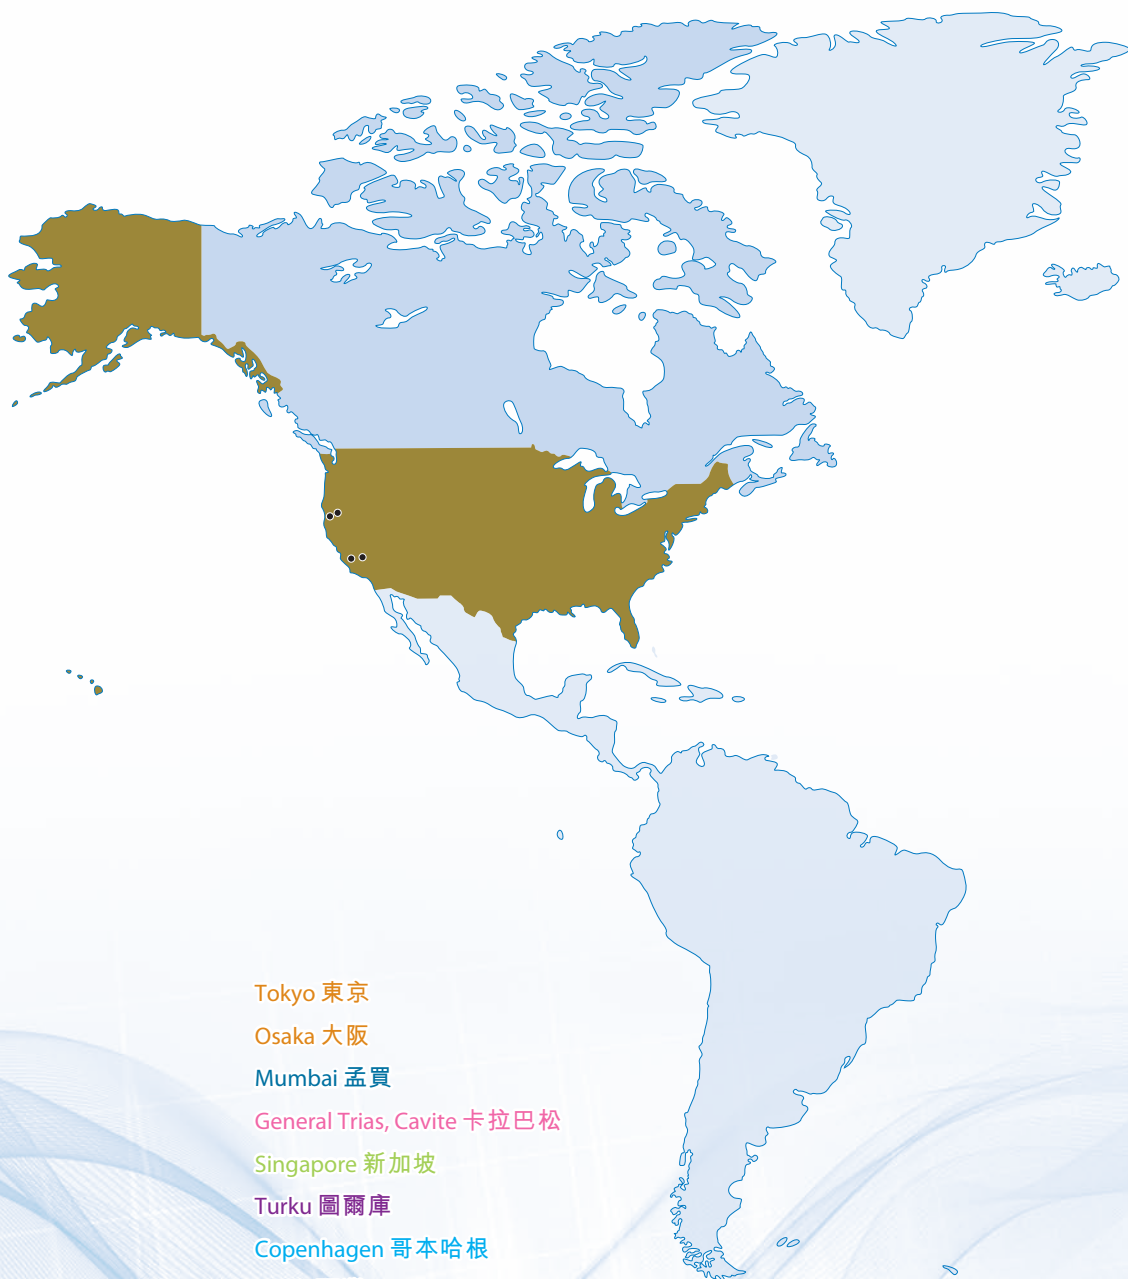 Tokyo 東京
Osaka 大阪
Mumbai 孟買
General Trias, Cavite 卡拉巴松
Singapore 新加坡
Turku 圖爾庫
Copenhagen 哥本哈根